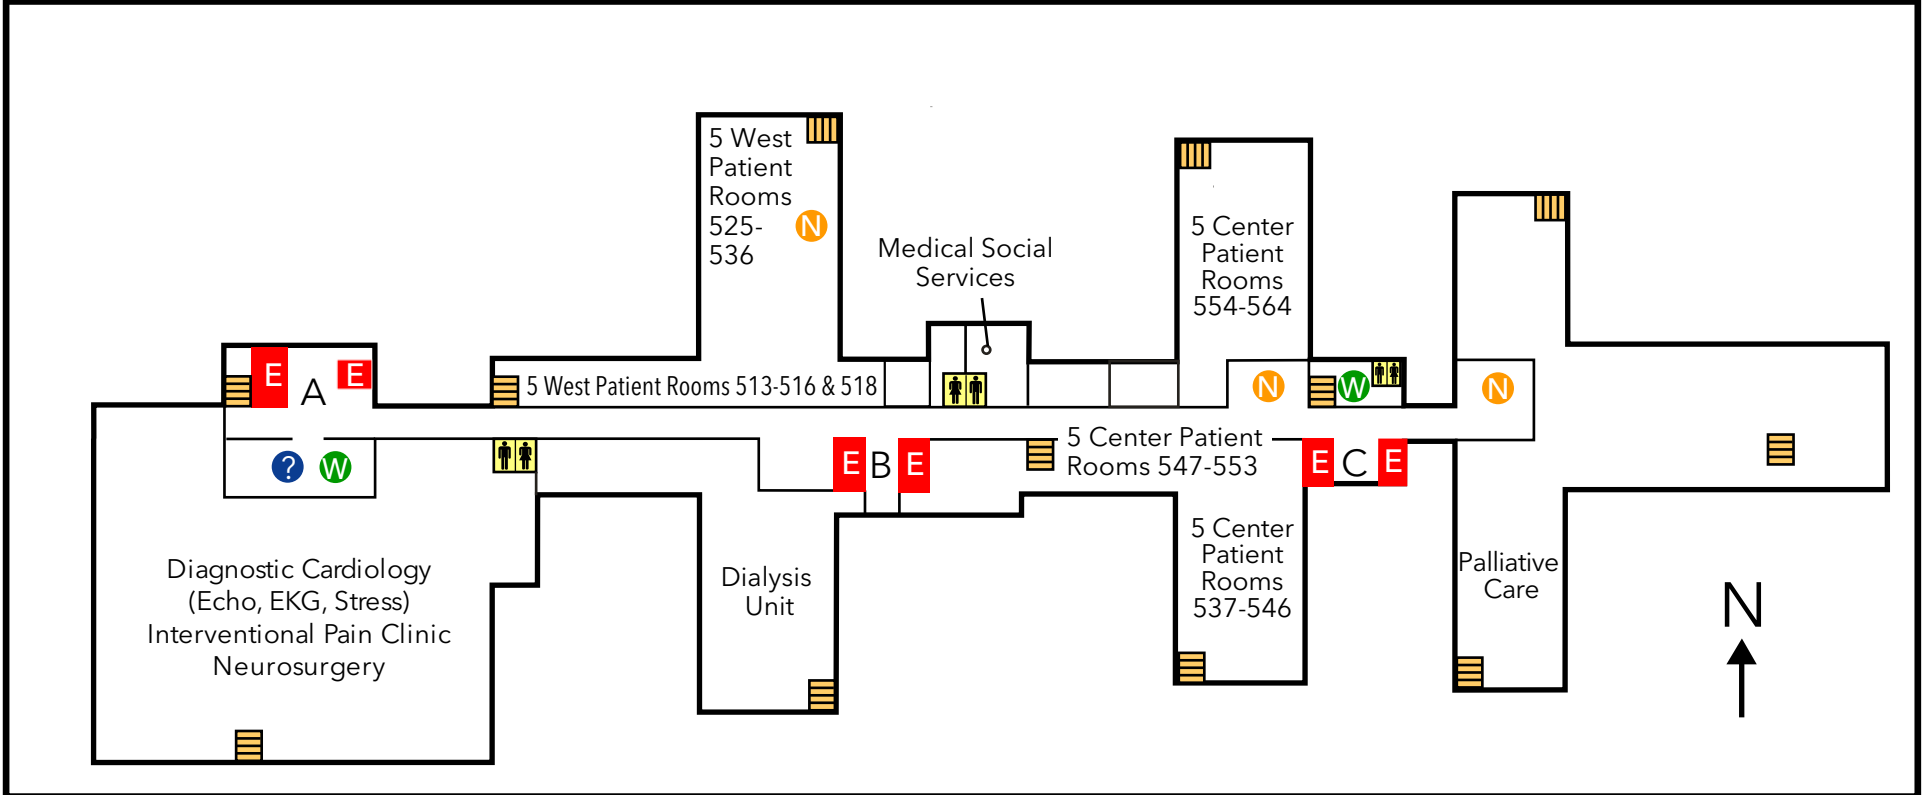 5 West
Patient
Rooms
525-
536
N
Medical Social
Services
5 Center
Patient
Rooms
554-564
E
A
E
5 West Patient Rooms 513-516 & 518
N
W
N
?
W
E
B
E
5 Center Patient
Rooms 547-553
E
C
E
Diagnostic Cardiology
(Echo, EKG, Stress)
Interventional Pain Clinic
Neurosurgery
Dialysis
Unit
5 Center
Patient
Rooms
537-546
Palliative
Care
N